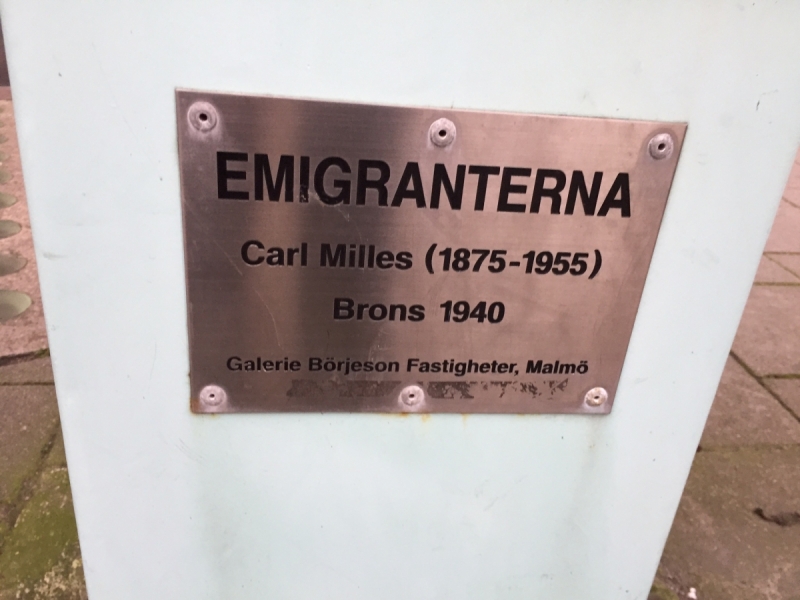 EMIGRANTERNA
Carl Milles (1875-1955)
Brons 1940
Galerie Börjeson Fastigheter, Malmö